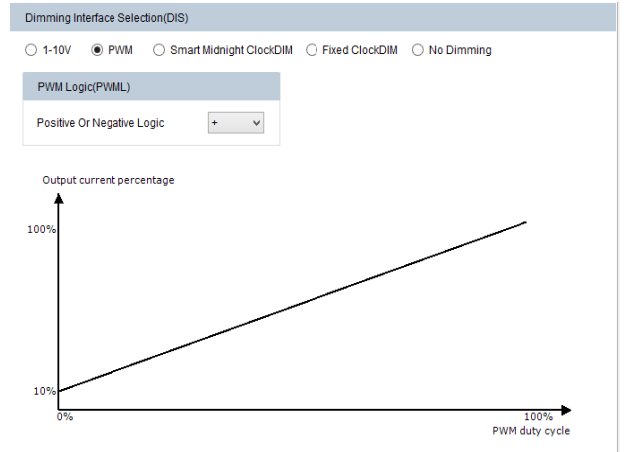 Dimming Interface Selection(DIS)
1-10V PWM Smart Midnight ClockDIM Fixed ClockDIM No Dimming
PWM Logic(PWML)
Positive Or Negative Logic +
Output current percentage
100%
10%
0% 100%
PWM duty cycle